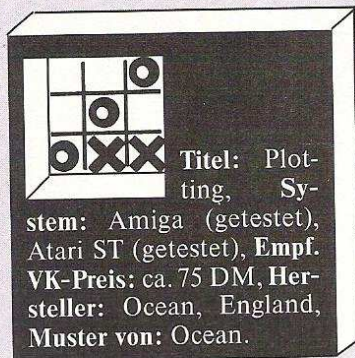 Titel: Plot-
ting, Sy-
stem: Amiga (getestet),
Atari ST (getestet), Empf.
VK-Preis: ca. 75 DM, Her-
steller: Ocean, England,
Muster von: Ocean.